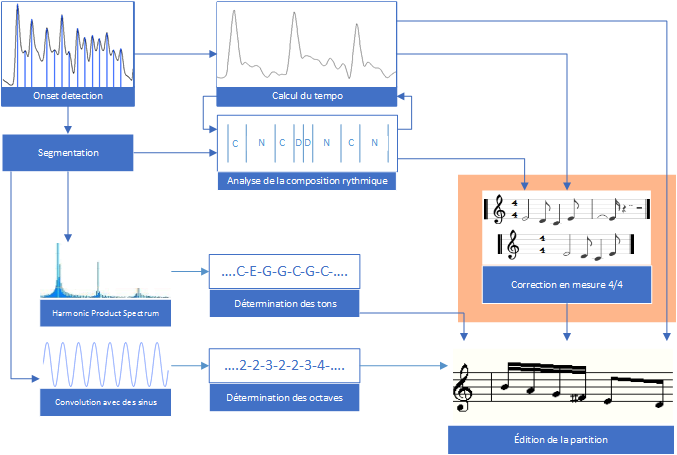 Onset detection
Calcul du tempo
Segmentation
C N C D D N C N
Analyse de la composition rythmique
4 4
4 4
Correction en mesure 4/4
Harmonic Product Spectrum
....C-E-G-G-C-G-C-....
Détermination des tons
Convolution avec des sinus
....2-2-3-2-2-3-4-....
Détermination des octaves
Édition de la partition